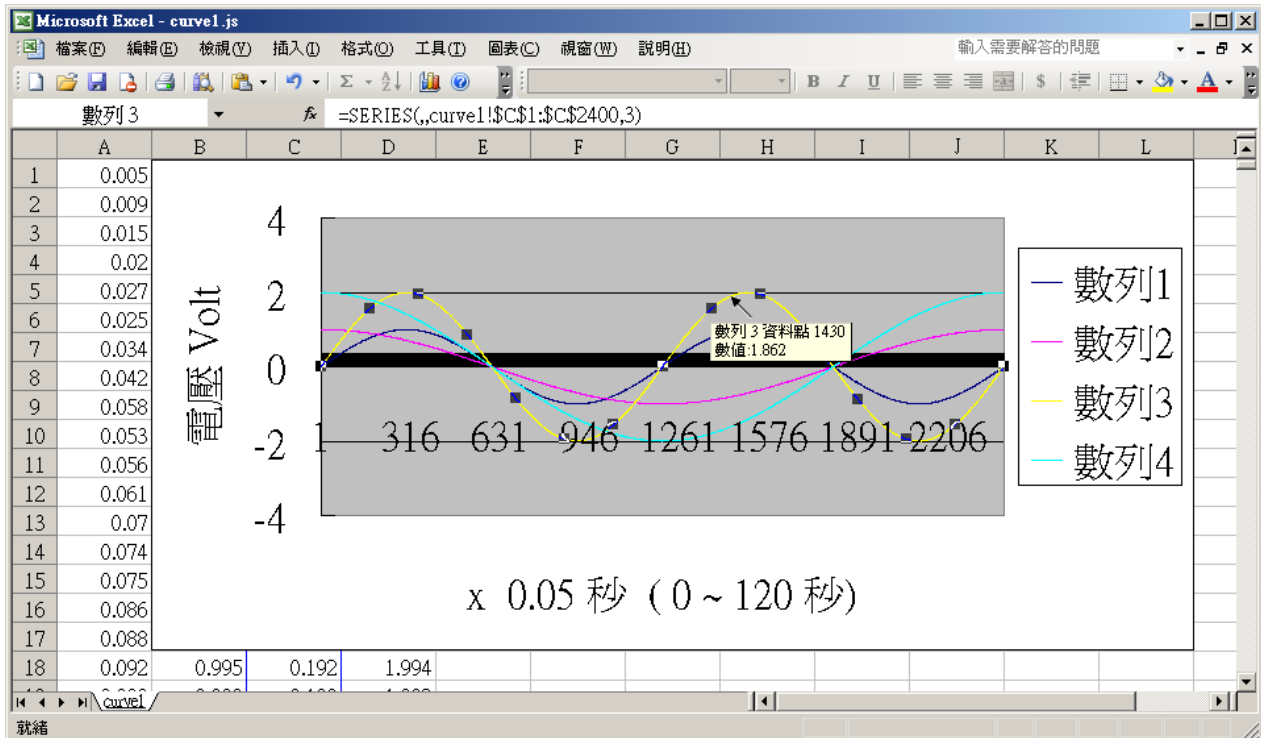 Microsoft Excel - curve1.js
檔案(F) 編輯(E) 檢視(V) 插入(I) 格式(O) 工具(T) 圖表(C) 視窗(W) 說明(H) 輸入需要解答的問題
B I U $ A
數列 3 fx =SERIES(,,curve1!$C$1:$C$2400,3)
A B C D E F G H I J K L
1 0.005
2 0.009
3 0.015
4 0.02
5 0.027
6 0.025
7 0.034
8 0.042
9 0.058
10 0.053
11 0.056
12 0.061
13 0.07
14 0.074
15 0.075
16 0.086
17 0.088
18 0.092 0.995 0.192 1.994
電壓 Volt
4
2
0
-2
-4
1 316 631 946 1261 1576 1891 2206
數列 3 資料點 1430
數值:1.862
數列1
數列2
數列3
數列4
x 0.05 秒 ( 0 ~ 120 秒)
curve1
就緒